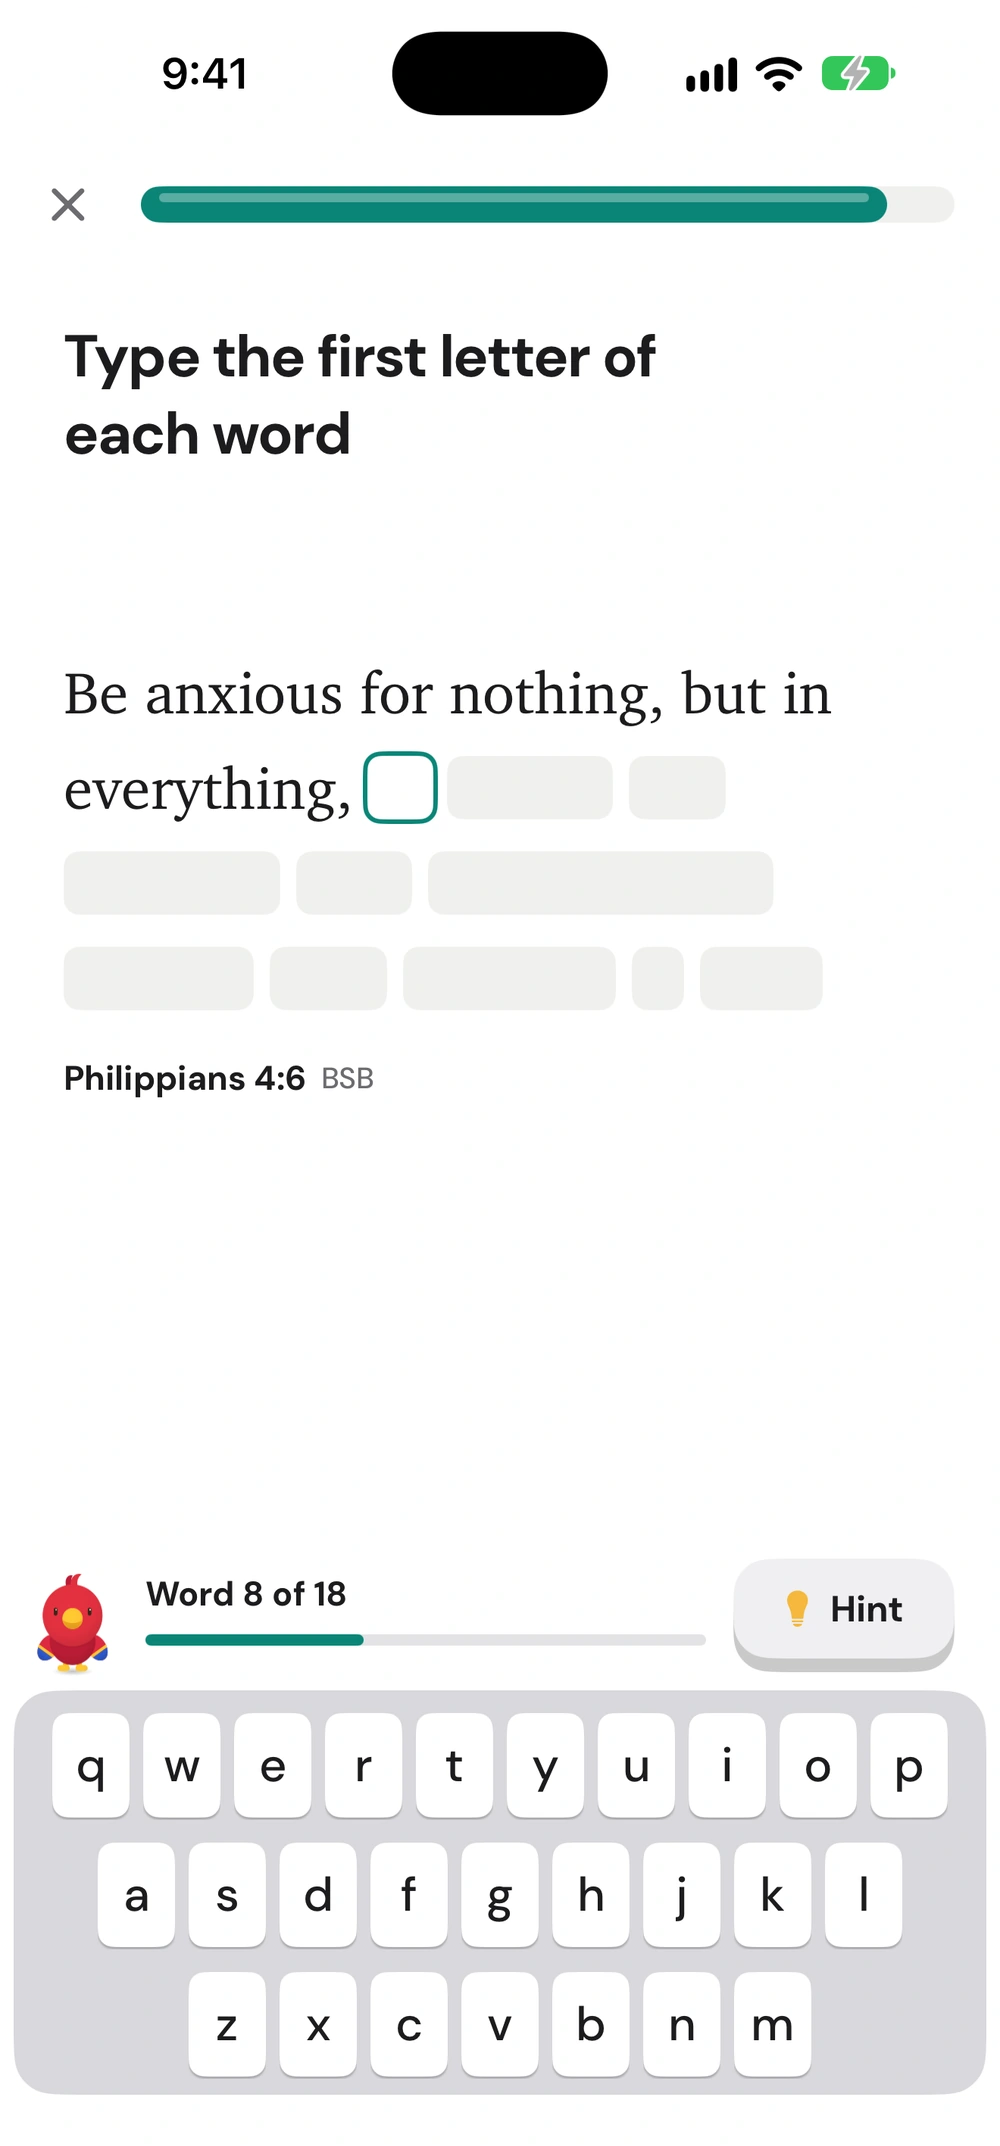 9:41
Type the first letter of
each word
Be anxious for nothing, but in
everything,
Philippians 4:6 BSB
Word 8 of 18
Hint
q w e r t y u i o p
a s d f g h j k l
z x c v b n m